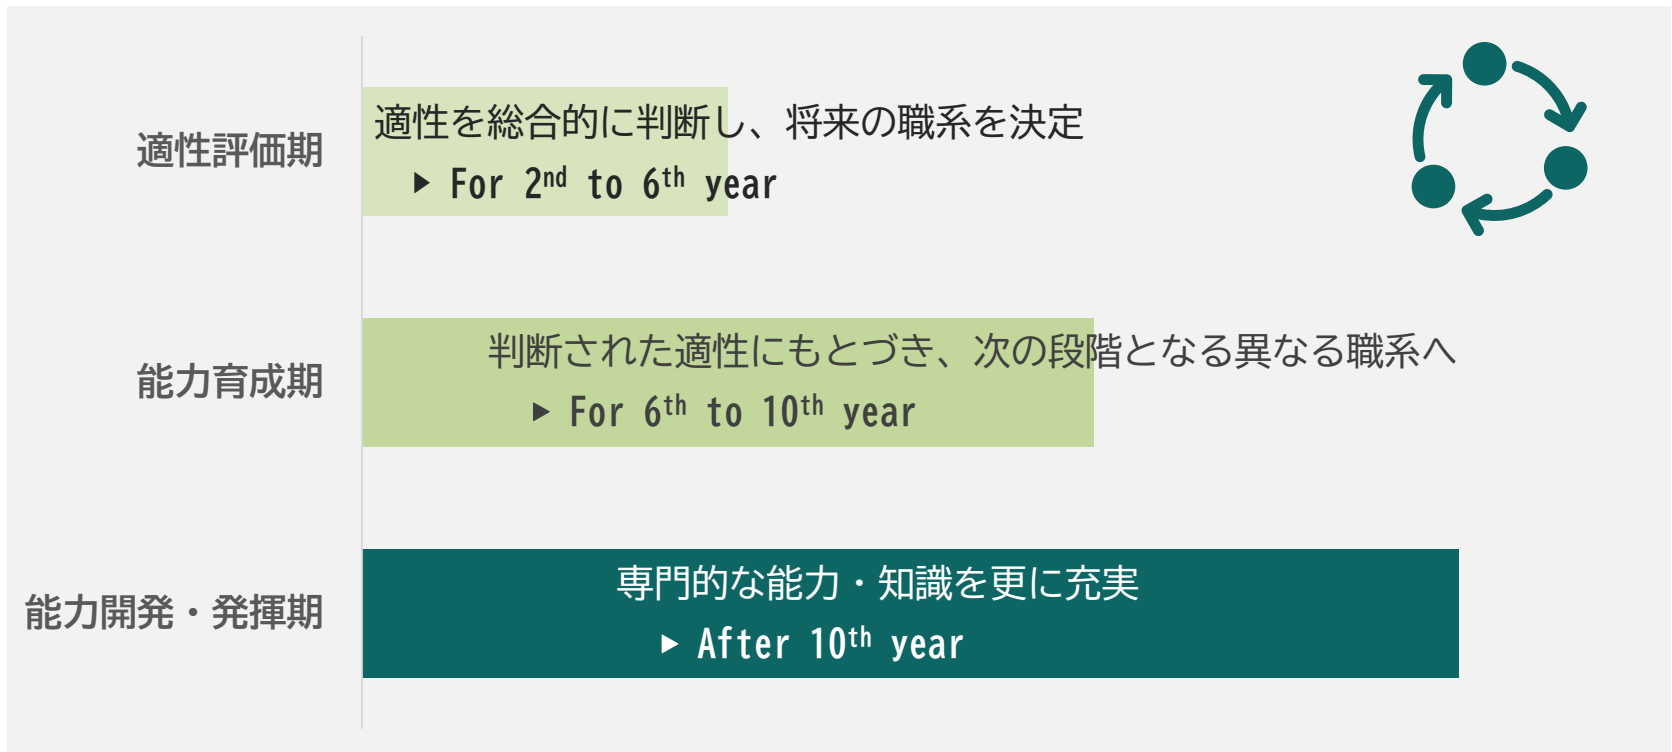 適性評価期
適性を総合的に判断し、将来の職系を決定
▶ For 2nd to 6th year
能力育成期
判断された適性にもとづき、次の段階となる異なる職系へ
▶ For 6th to 10th year
能力開発・発揮期
専門的な能力・知識を更に充実
▶ After 10th year